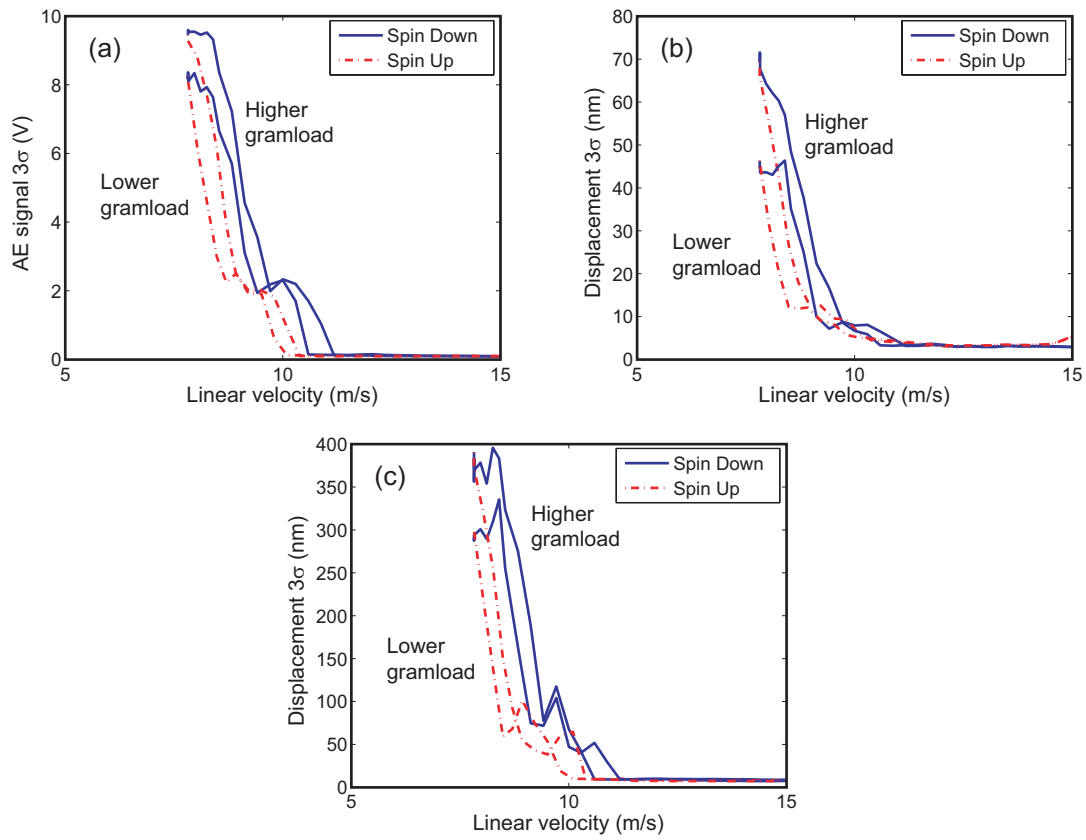 (a)
Spin Down
Spin Up
Higher
gramload
Lower
gramload
AE signal 3σ (V)
10
8
6
4
2
0
5
10
15
Linear velocity (m/s)
(b)
Spin Down
Spin Up
Higher
gramload
Lower
gramload
Displacement 3σ (nm)
80
70
60
50
40
30
20
10
0
5
10
15
Linear velocity (m/s)
(c)
Spin Down
Spin Up
Higher
gramload
Lower
gramload
Displacement 3σ (nm)
400
350
300
250
200
150
100
50
0
5
10
15
Linear velocity (m/s)